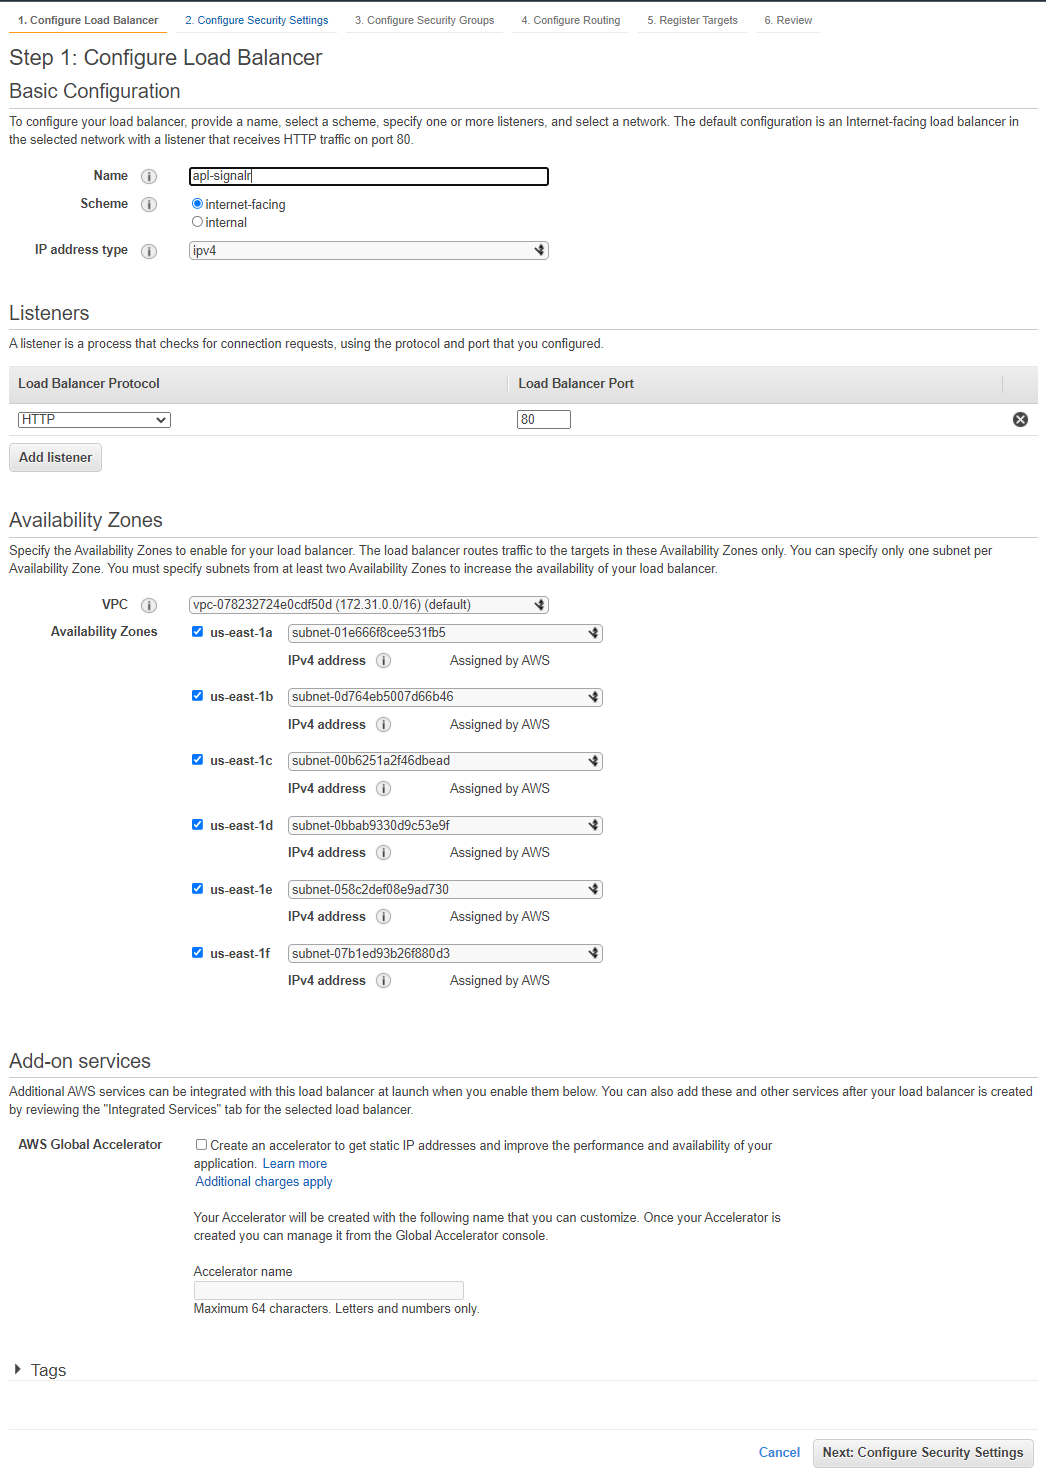 1. Configure Load Balancer 2. Configure Security Settings 3. Configure Security Groups 4. Configure Routing 5. Register Targets 6. Review
Step 1: Configure Load Balancer
Basic Configuration
To configure your load balancer, provide a name, select a scheme, specify one or more listeners, and select a network. The default configuration is an Internet-facing load balancer in
the selected network with a listener that receives HTTP traffic on port 80.
Name apl-signalr
Scheme internet-facing
internal
IP address type ipv4
Listeners
A listener is a process that checks for connection requests, using the protocol and port that you configured.
Load Balancer Protocol Load Balancer Port
HTTP 80
Add listener
Availability Zones
Specify the Availability Zones to enable for your load balancer. The load balancer routes traffic to the targets in these Availability Zones only. You can specify only one subnet per
Availability Zone. You must specify subnets from at least two Availability Zones to increase the availability of your load balancer.
VPC vpc-078232724e0cdf50d (172.31.0.0/16) (default)
Availability Zones us-east-1a subnet-01e666f8cee531fb5
IPv4 address Assigned by AWS
us-east-1b subnet-0d764eb5007d66b46
IPv4 address Assigned by AWS
us-east-1c subnet-00b6251a2f46dbead
IPv4 address Assigned by AWS
us-east-1d subnet-0bbab9330d9c53e9f
IPv4 address Assigned by AWS
us-east-1e subnet-058c2def08e9ad730
IPv4 address Assigned by AWS
us-east-1f subnet-07b1ed93b26f880d3
IPv4 address Assigned by AWS
Add-on services
Additional AWS services can be integrated with this load balancer at launch when you enable them below. You can also add these and other services after your load balancer is created
by reviewing the "Integrated Services" tab for the selected load balancer.
AWS Global Accelerator Create an accelerator to get static IP addresses and improve the performance and availability of your
application. Learn more
Additional charges apply
Your Accelerator will be created with the following name that you can customize. Once your Accelerator is
created you can manage it from the Global Accelerator console.
Accelerator name
Maximum 64 characters. Letters and numbers only.
Tags
Cancel Next: Configure Security Settings